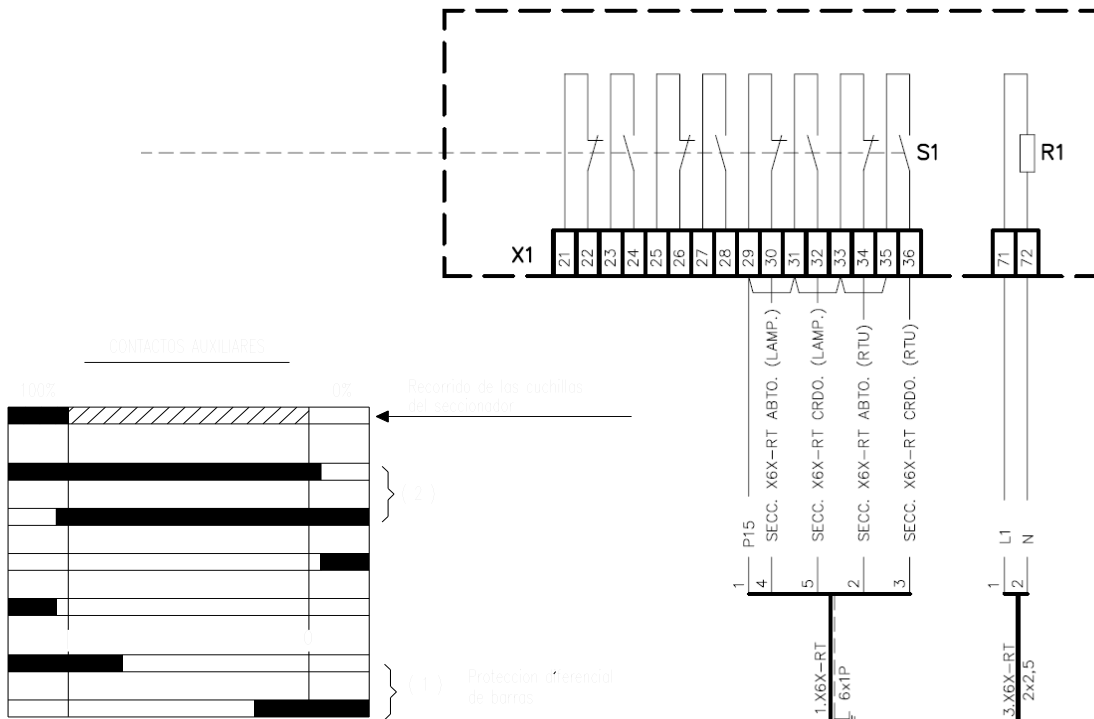 S1
R1
X1
21 22 23 24 25 26 27 28 29 30 31 32 33 34 35 36
71 72
CONTACTOS AUXILIARES
100%
0%
Recorrido de las cuchillas
del seccionador
( 2 )
( 1 )
Proteccion diferencial
de barras
P15
SECC. X6X-RT ABTO. (LAMP.)
SECC. X6X-RT CRDO. (LAMP.)
SECC. X6X-RT ABTO. (RTU)
SECC. X6X-RT CRDO. (RTU)
L1
N
1 4 5 2 3
1 2
1.X6X-RT
6x1P
3.X6X-RT
2x2,5